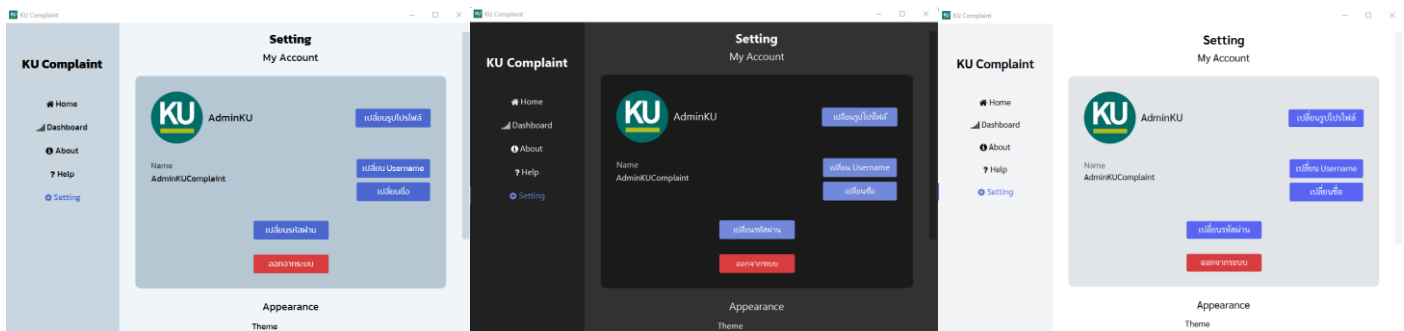 KU Complaint
KU Complaint
Home
Dashboard
About
? Help
Setting
Setting
My Account
KU
AdminKU
เปลี่ยนรูปโปรไฟล์
Name
AdminKUComplaint
เปลี่ยน Username
เปลี่ยนชื่อ
เปลี่ยนรหัสผ่าน
ออกจากระบบ
Appearance
Theme
KU Complaint
KU Complaint
Home
Dashboard
About
? Help
Setting
Setting
My Account
KU
AdminKU
เปลี่ยนรูปโปรไฟล์
Name
AdminKUComplaint
เปลี่ยน Username
เปลี่ยนชื่อ
เปลี่ยนรหัสผ่าน
ออกจากระบบ
Appearance
Theme
KU Complaint
KU Complaint
Home
Dashboard
About
? Help
Setting
Setting
My Account
KU
AdminKU
เปลี่ยนรูปโปรไฟล์
Name
AdminKUComplaint
เปลี่ยน Username
เปลี่ยนชื่อ
เปลี่ยนรหัสผ่าน
ออกจากระบบ
Appearance
Theme